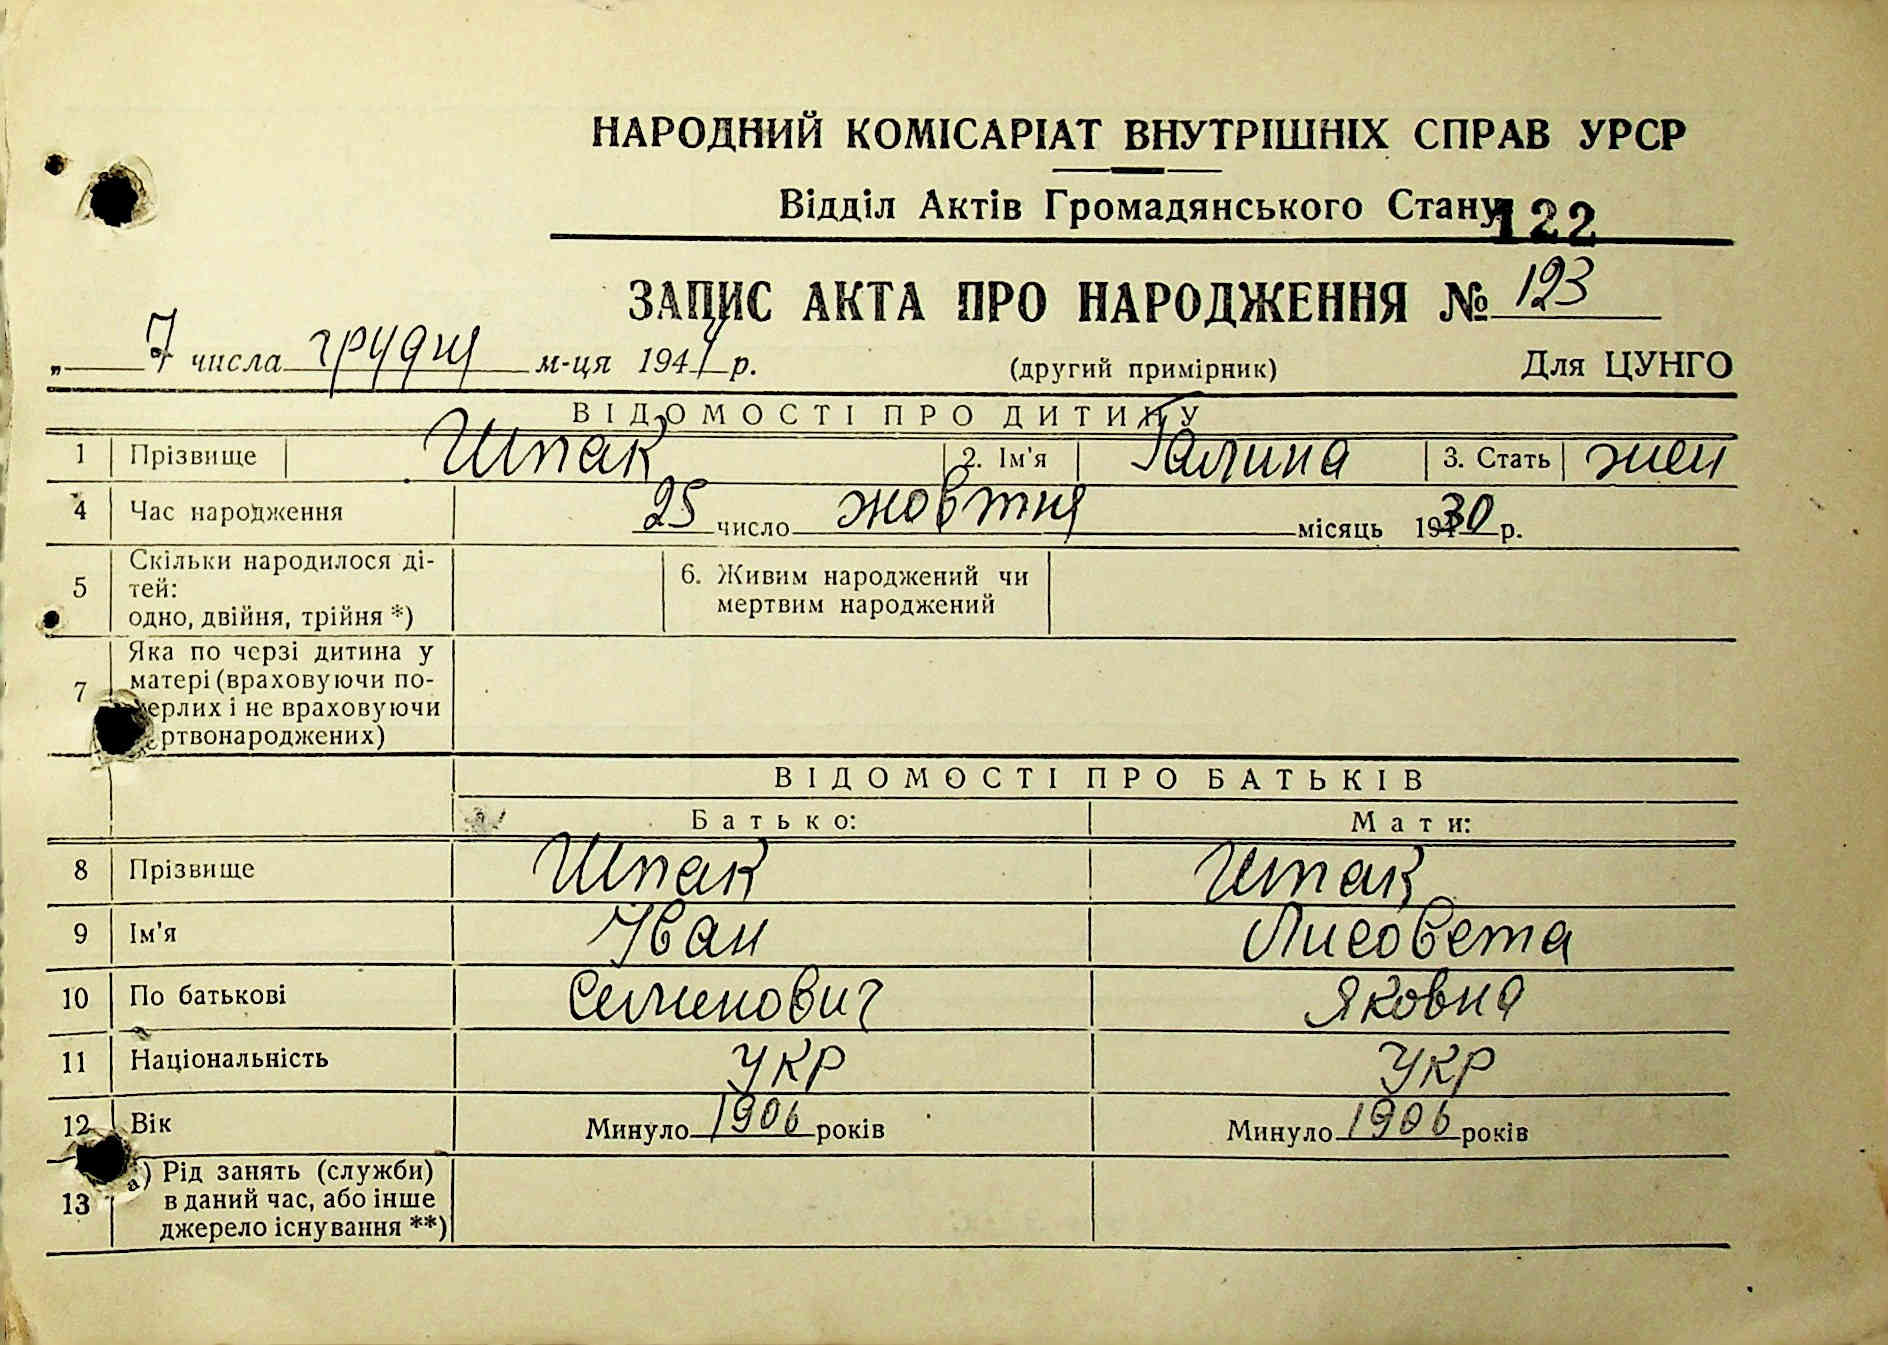 НАРОДНИЙ КОМІСАРІАТ ВНУТРІШНІХ СПРАВ УРСР
Відділ Актів Громадянського Стану
122
ЗАПИС АКТА ПРО НАРОДЖЕННЯ № 123
„ 7 числа грудня м-ця 1944 р. (другий примірник) Для ЦУНГО
ВІДОМОСТІ ПРО ДИТИНУ
1 Прізвище Шпак 2. Ім'я Галина 3. Стать жен
4 Час народження 25 число жовтня місяць 1930 р.
5 Скільки народилося ді-
тей:
одно, двійня, трійня *)
6. Живим народжений чи
мертвим народжений
7 Яка по черзі дитина у
матері (враховуючи по-
мерлих і не враховуючи
мертвонароджених)
ВІДОМОСТІ ПРО БАТЬКІВ
Батько: Мати:
8 Прізвище Шпак Шпак
9 Ім'я Іван Лисовета
10 По батькові Семенович Яковна
11 Національність укр укр
12 Вік Минуло 1906 років Минуло 1906 років
13 а) Рід занять (служби)
в даний час, або інше
джерело існування **)